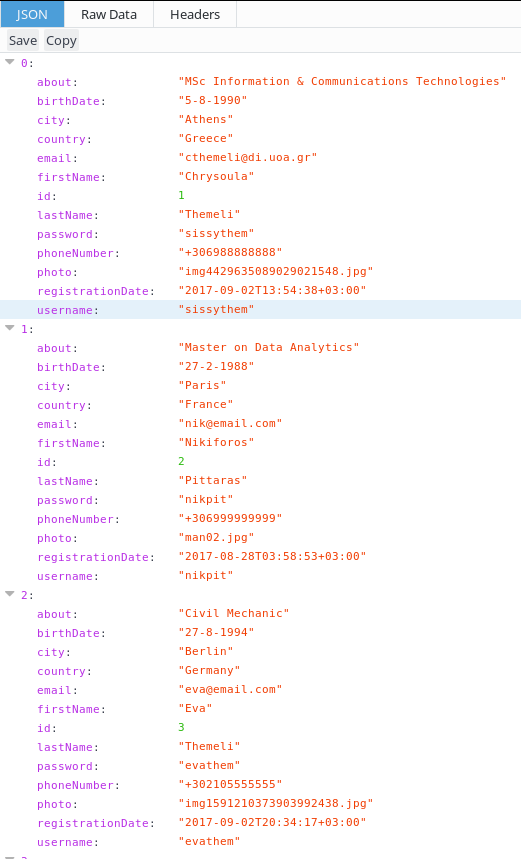 JSON Raw Data Headers
Save Copy
0:
about: "MSc Information & Communications Technologies"
birthDate: "5-8-1990"
city: "Athens"
country: "Greece"
email: "cthemeli@di.uoa.gr"
firstName: "Chrysoula"
id: 1
lastName: "Themeli"
password: "sissythem"
phoneNumber: "+306988888888"
photo: "img4429635089029021548.jpg"
registrationDate: "2017-09-02T13:54:38+03:00"
username: "sissythem"
1:
about: "Master on Data Analytics"
birthDate: "27-2-1988"
city: "Paris"
country: "France"
email: "nik@email.com"
firstName: "Nikiforos"
id: 2
lastName: "Pittaras"
password: "nikpit"
phoneNumber: "+306999999999"
photo: "man02.jpg"
registrationDate: "2017-08-28T03:58:53+03:00"
username: "nikpit"
2:
about: "Civil Mechanic"
birthDate: "27-8-1994"
city: "Berlin"
country: "Germany"
email: "eva@email.com"
firstName: "Eva"
id: 3
lastName: "Themeli"
password: "evathem"
phoneNumber: "+302105555555"
photo: "img1591210373903992438.jpg"
registrationDate: "2017-09-02T20:34:17+03:00"
username: "evathem"